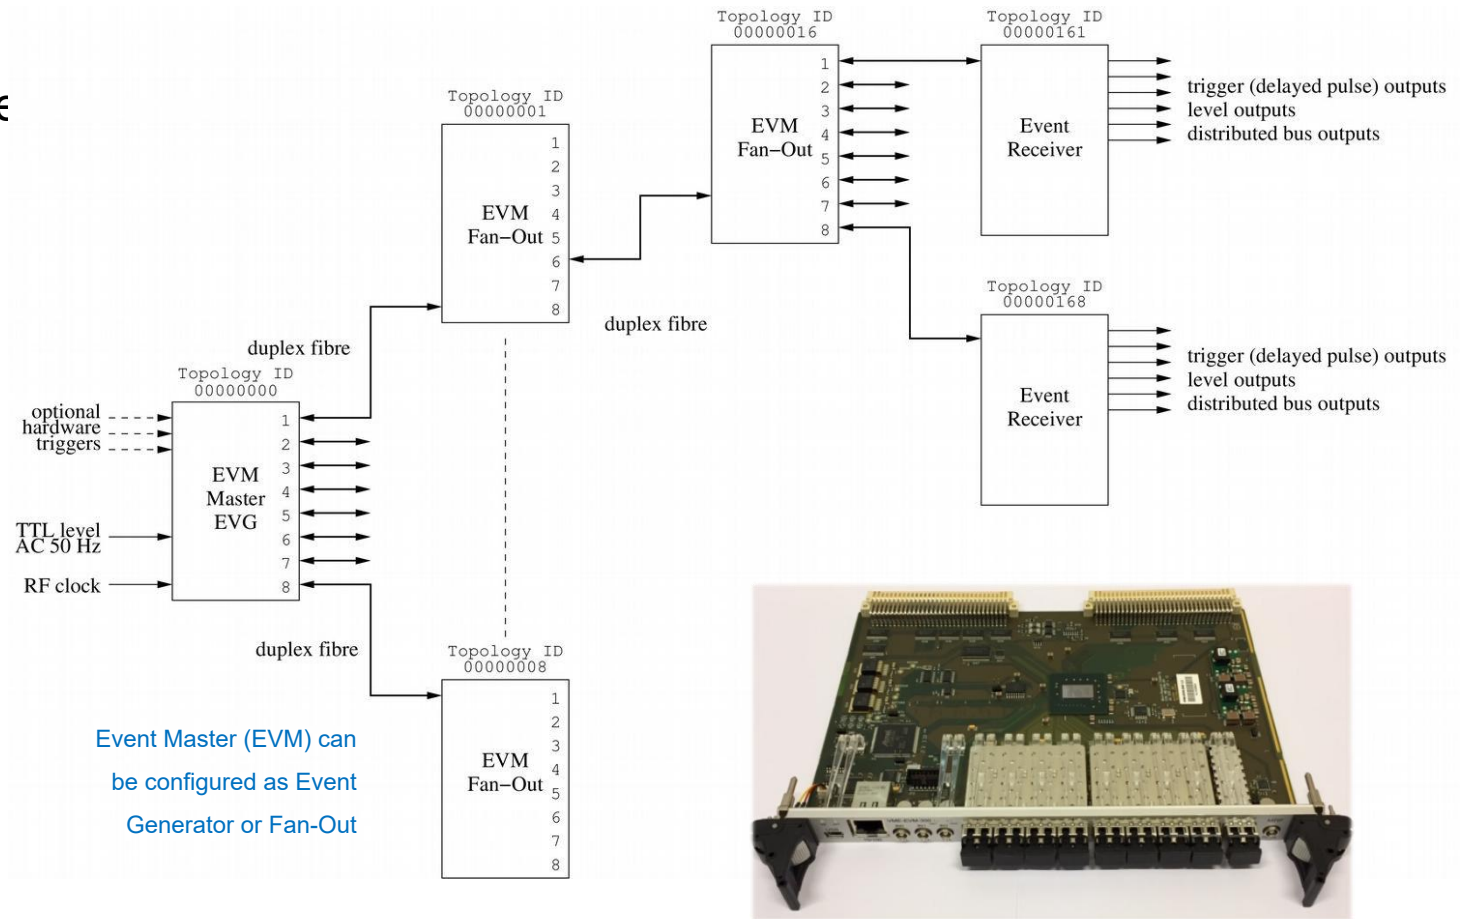 e
Topology ID
00000001
1
2
3
4
5
6
7
8
EVM
Fan-Out
Topology ID
00000016
1
2
3
4
5
6
7
8
EVM
Fan-Out
Topology ID
00000161
Event
Receiver
trigger (delayed pulse) outputs
level outputs
distributed bus outputs
duplex fibre
duplex fibre
Topology ID
00000168
Event
Receiver
trigger (delayed pulse) outputs
level outputs
distributed bus outputs
Topology ID
00000000
optional
hardware
triggers
TTL level
AC 50 Hz
RF clock
EVM
Master
EVG
1
2
3
4
5
6
7
8
duplex fibre
Topology ID
00000008
1
2
3
4
5
6
7
8
EVM
Fan-Out
Event Master (EVM) can
be configured as Event
Generator or Fan-Out